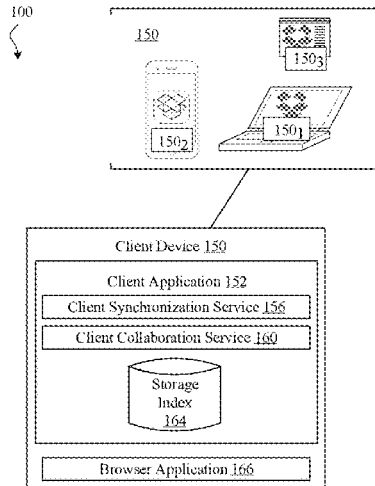 100
150
150₃
150₂
150₁
Client Device 150
Client Application 152
Client Synchronization Service 156
Client Collaboration Service 160
Storage
Index
164
Browser Application 166